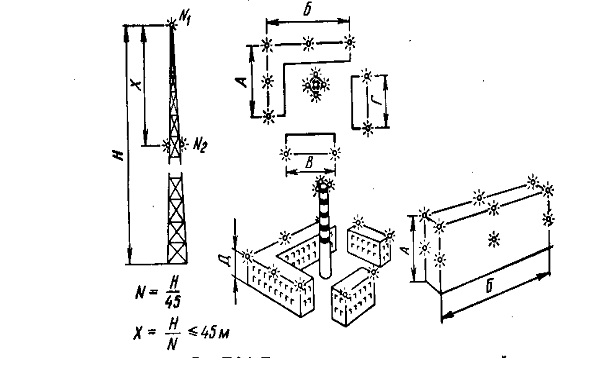 N1
Б
X
A
Г
N2
H
В
Д
A
Б
N = H/45
X = H/N ≤ 45 м